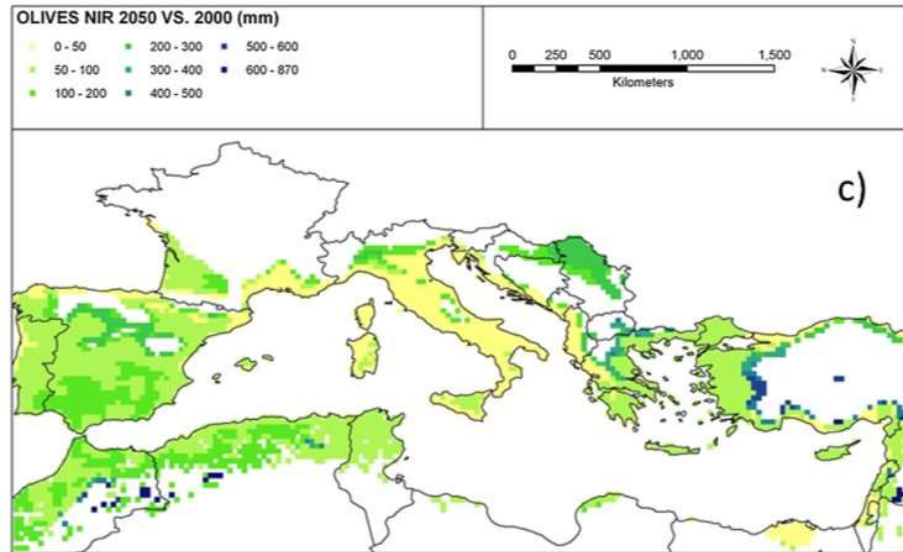 OLIVES NIR 2050 VS. 2000 (mm)
0 - 50 200 - 300 500 - 600
50 - 100 300 - 400 600 - 870
100 - 200 400 - 500
0 250 500 1,000 1,500
Kilometers
N
W E
S
c)